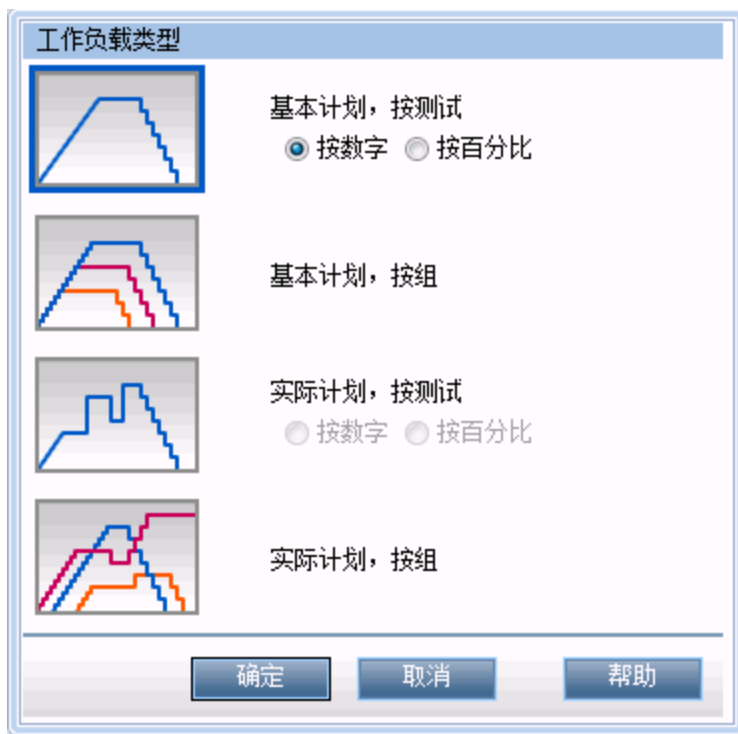 工作负载类型
基本计划，按测试
按数字 按百分比
基本计划，按组
实际计划，按测试
按数字 按百分比
实际计划，按组
确定 取消 帮助